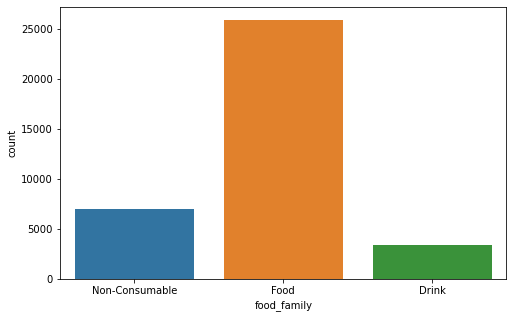 25000
20000
15000
10000
5000
0
count
Non-Consumable
Food
Drink
food_family